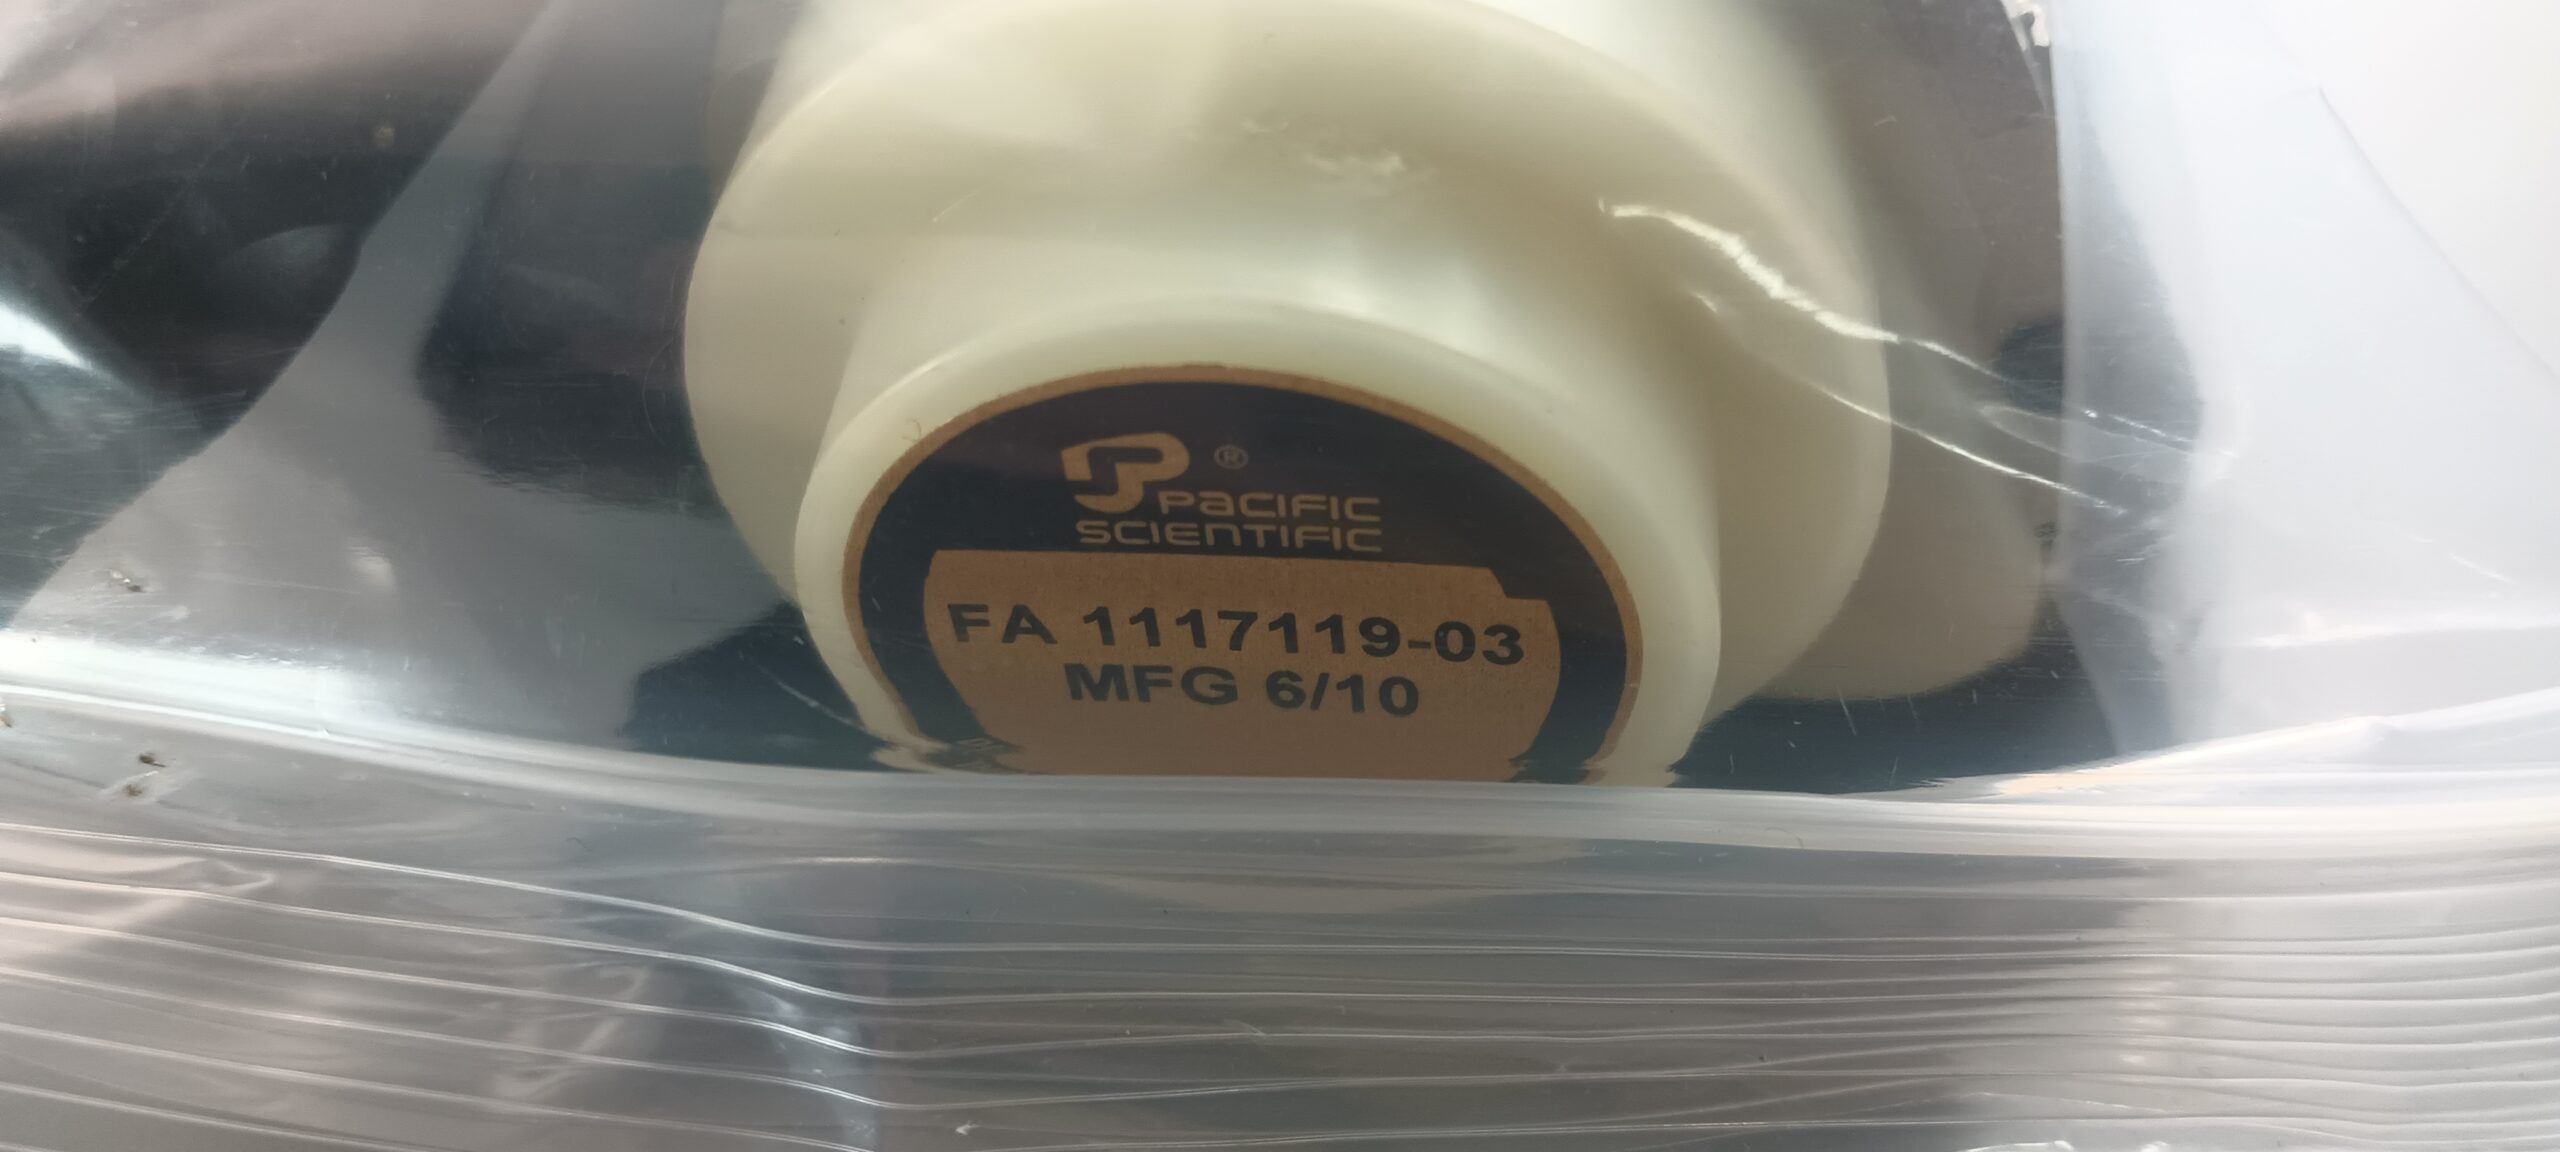 ®
PACIFIC
SCIENTIFIC
FA 1117119-03
MFG 6/10